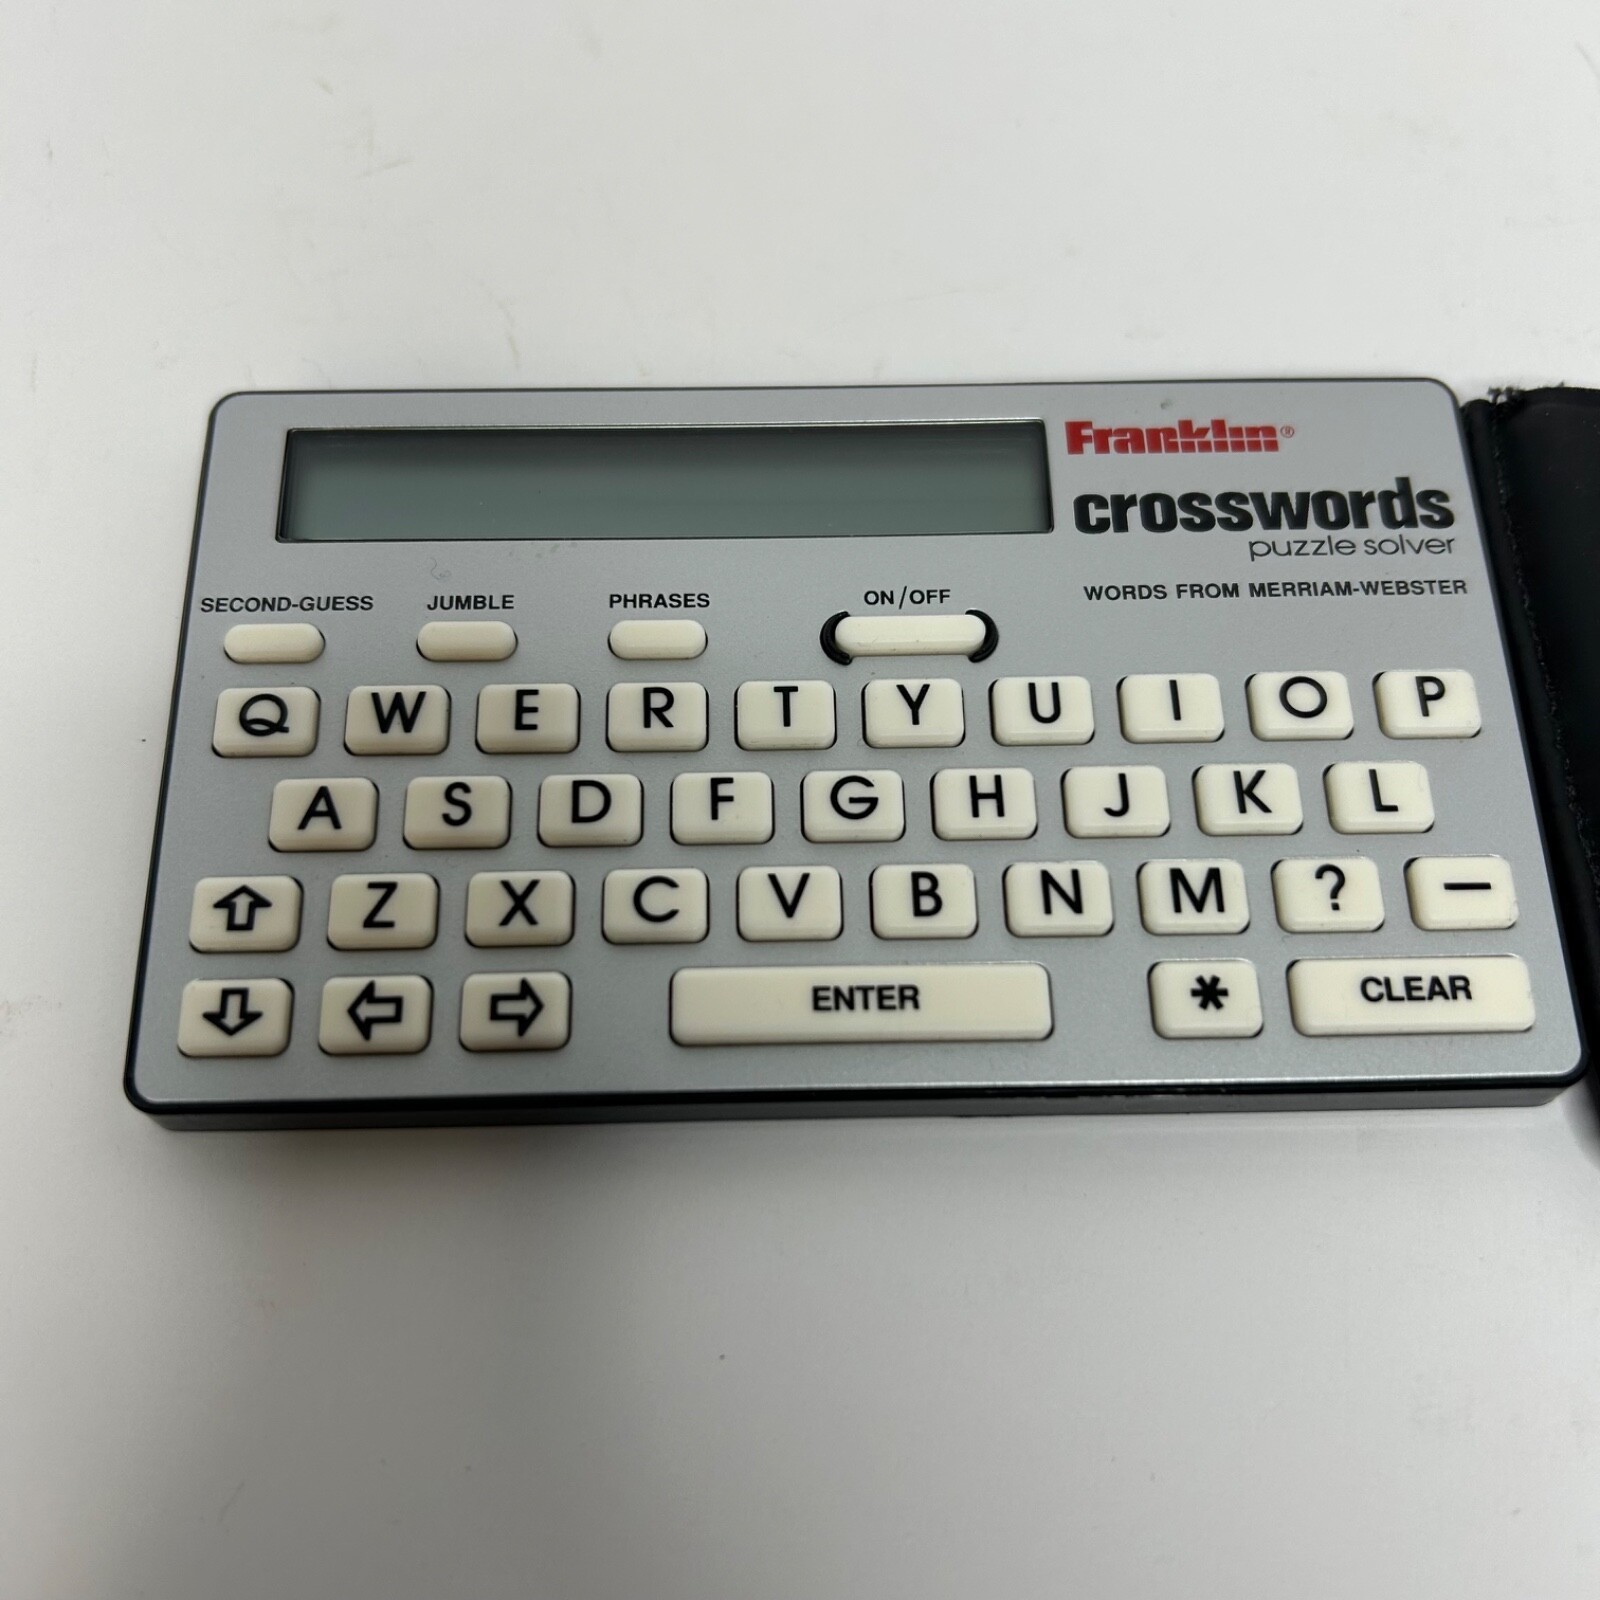 Franklin®
crosswords
puzzle solver
WORDS FROM MERRIAM-WEBSTER
SECOND-GUESS JUMBLE PHRASES ON/OFF
Q W E R T Y U I O P
A S D F G H J K L
⇧ Z X C V B N M ? —
⇩ ⇦ ⇨ ENTER * CLEAR